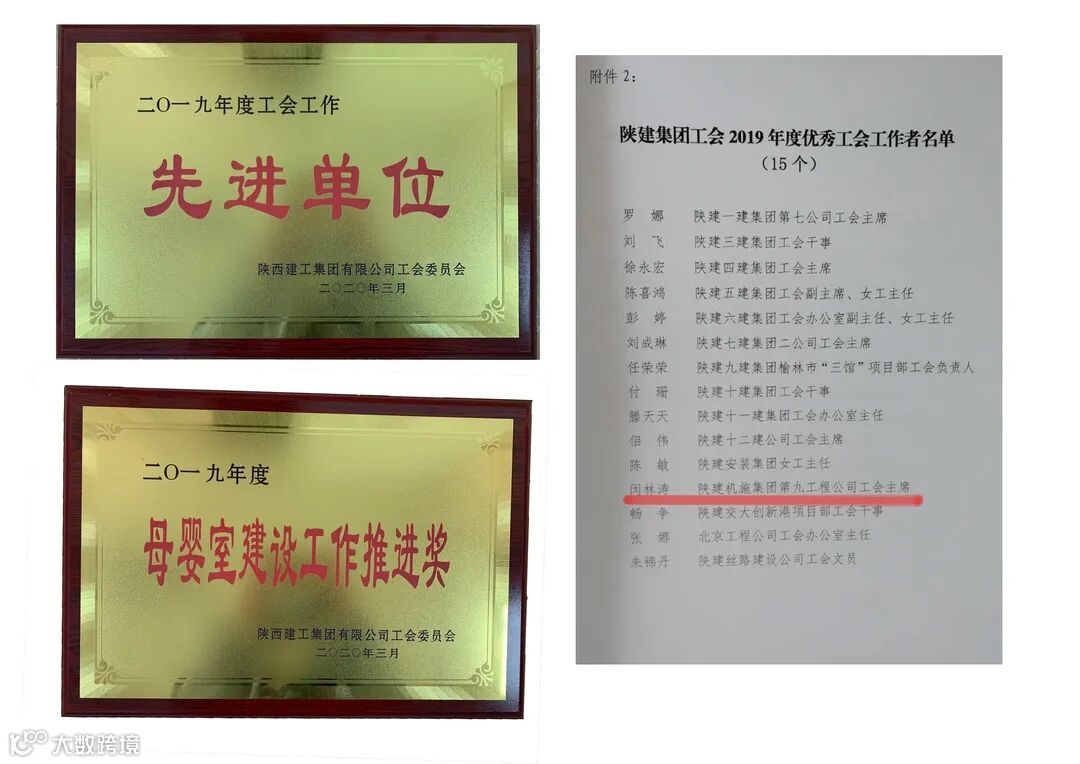 二〇一九年度工会工作
先进单位
陕西建工集团有限公司工会委员会
二〇二〇年三月
二〇一九年度
母婴室建设工作推进奖
陕西建工集团有限公司工会委员会
二〇二〇年三月
附件2：
陕建集团工会2019年度优秀工会工作者名单
（15个）
罗 娜 陕建一建集团第七公司工会主席
刘 飞 陕建三建集团工会干事
徐永宏 陕建四建集团工会主席
陈喜鸿 陕建五建集团工会副主席、女工主任
彭 婷 陕建六建集团工会办公室副主任、女工主任
刘成琳 陕建七建集团二公司工会主席
任荣荣 陕建九建集团榆林市“三馆”项目部工会负责人
付 珊 陕建十建集团工会干事
滕天天 陕建十一建集团工会办公室主任
佀 伟 陕建十二建公司工会主席
陈 敏 陕建安装集团女工主任
闵林涛 陕建机施集团第九工程公司工会主席
畅 争 陕建交大创新港项目部工会干事
张 娜 北京工程公司工会办公室主任
朱锦丹 陕建丝路建设公司工会文员
大数跨境